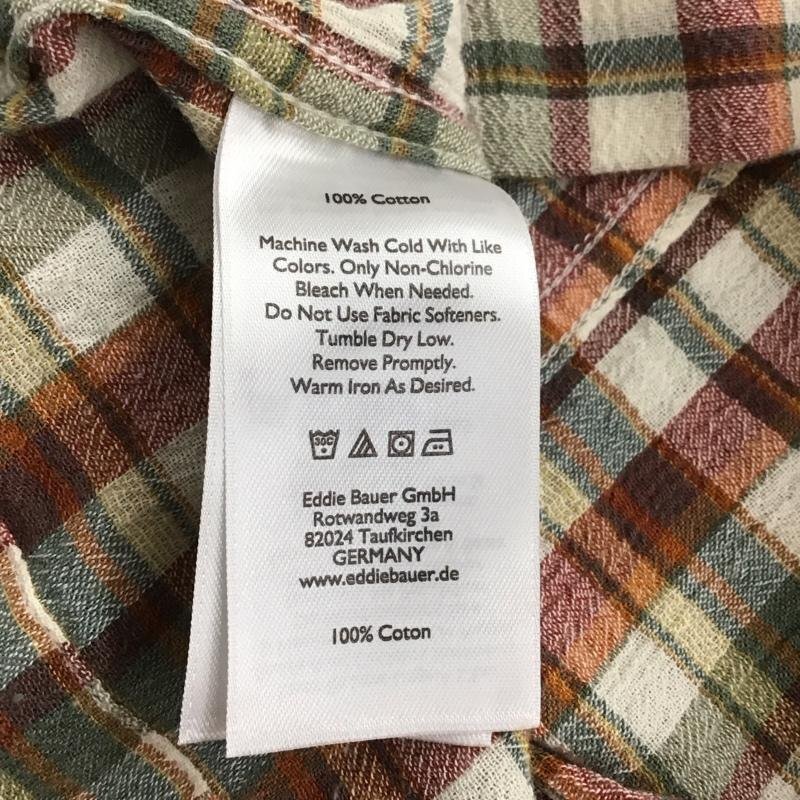 100% Cotton
Machine Wash Cold With Like
Colors. Only Non-Chlorine
Bleach When Needed.
Do Not Use Fabric Softeners.
Tumble Dry Low.
Remove Promptly.
Warm Iron As Desired.
30C
Eddie Bauer GmbH
Rotwandweg 3a
82024 Taufkirchen
GERMANY
www.eddiebauer.de
100% Coton